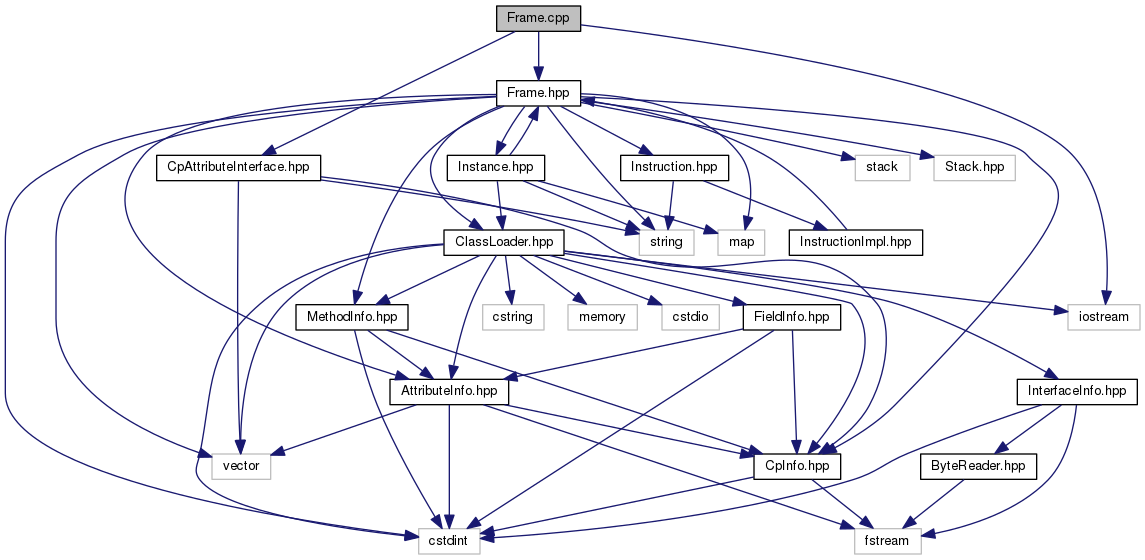 Frame.cpp
Frame.hpp
CpAttributeInterface.hpp
Instance.hpp
Instruction.hpp
stack
Stack.hpp
ClassLoader.hpp
string
map
InstructionImpl.hpp
MethodInfo.hpp
cstring
memory
cstdio
FieldInfo.hpp
iostream
AttributeInfo.hpp
InterfaceInfo.hpp
vector
CpInfo.hpp
ByteReader.hpp
cstdint
fstream